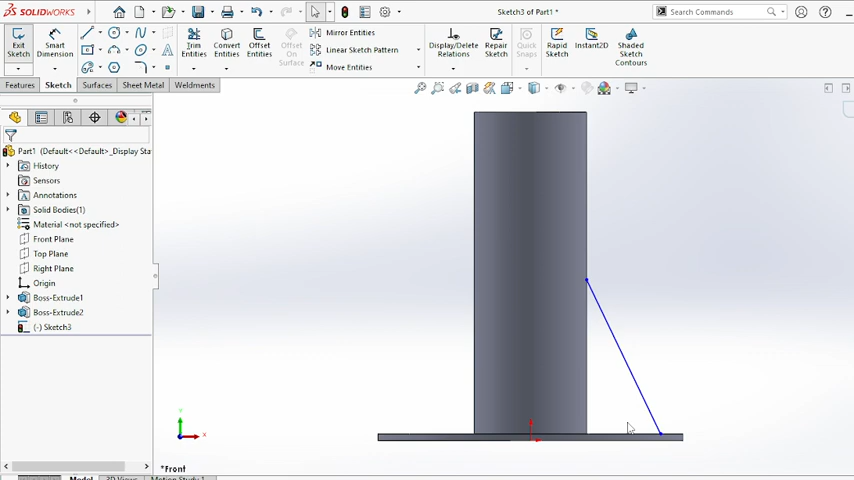 SOLIDWORKS
Sketch3 of Part1 *
Search Commands
Exit Sketch
Smart Dimension
Trim Entities
Convert Entities
Offset Entities
Offset On Surface
Mirror Entities
Linear Sketch Pattern
Move Entities
Display/Delete Relations
Repair Sketch
Quick Snaps
Rapid Sketch
Instant2D
Shaded Sketch Contours
Features
Sketch
Surfaces
Sheet Metal
Weldments
Part1 (Default<<Default>_Display Sta
History
Sensors
Annotations
Solid Bodies(1)
Material <not specified>
Front Plane
Top Plane
Right Plane
Origin
Boss-Extrude1
Boss-Extrude2
(-) Sketch3
Y
X
*Front
Model
3D Views
Motion Study 1